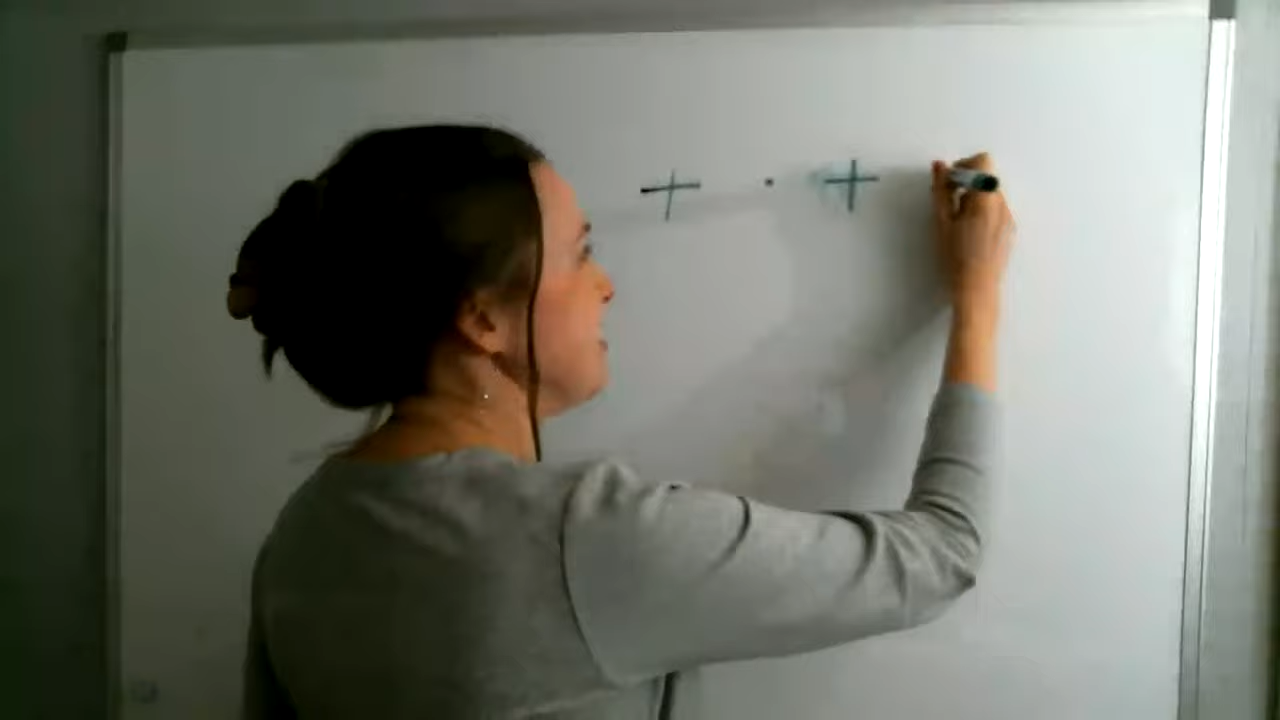 + · +